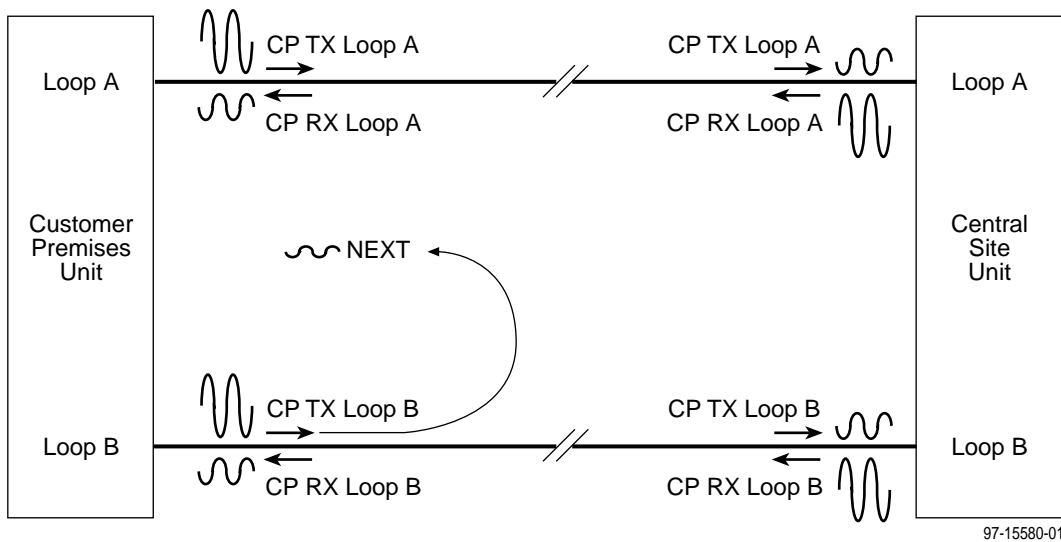 CP TX Loop A
CP TX Loop A
Loop A
Loop A
CP RX Loop A
CP RX Loop A
Customer
Premises
Unit
NEXT
Central
Site
Unit
CP TX Loop B
CP TX Loop B
Loop B
Loop B
CP RX Loop B
CP RX Loop B
97-15580-01